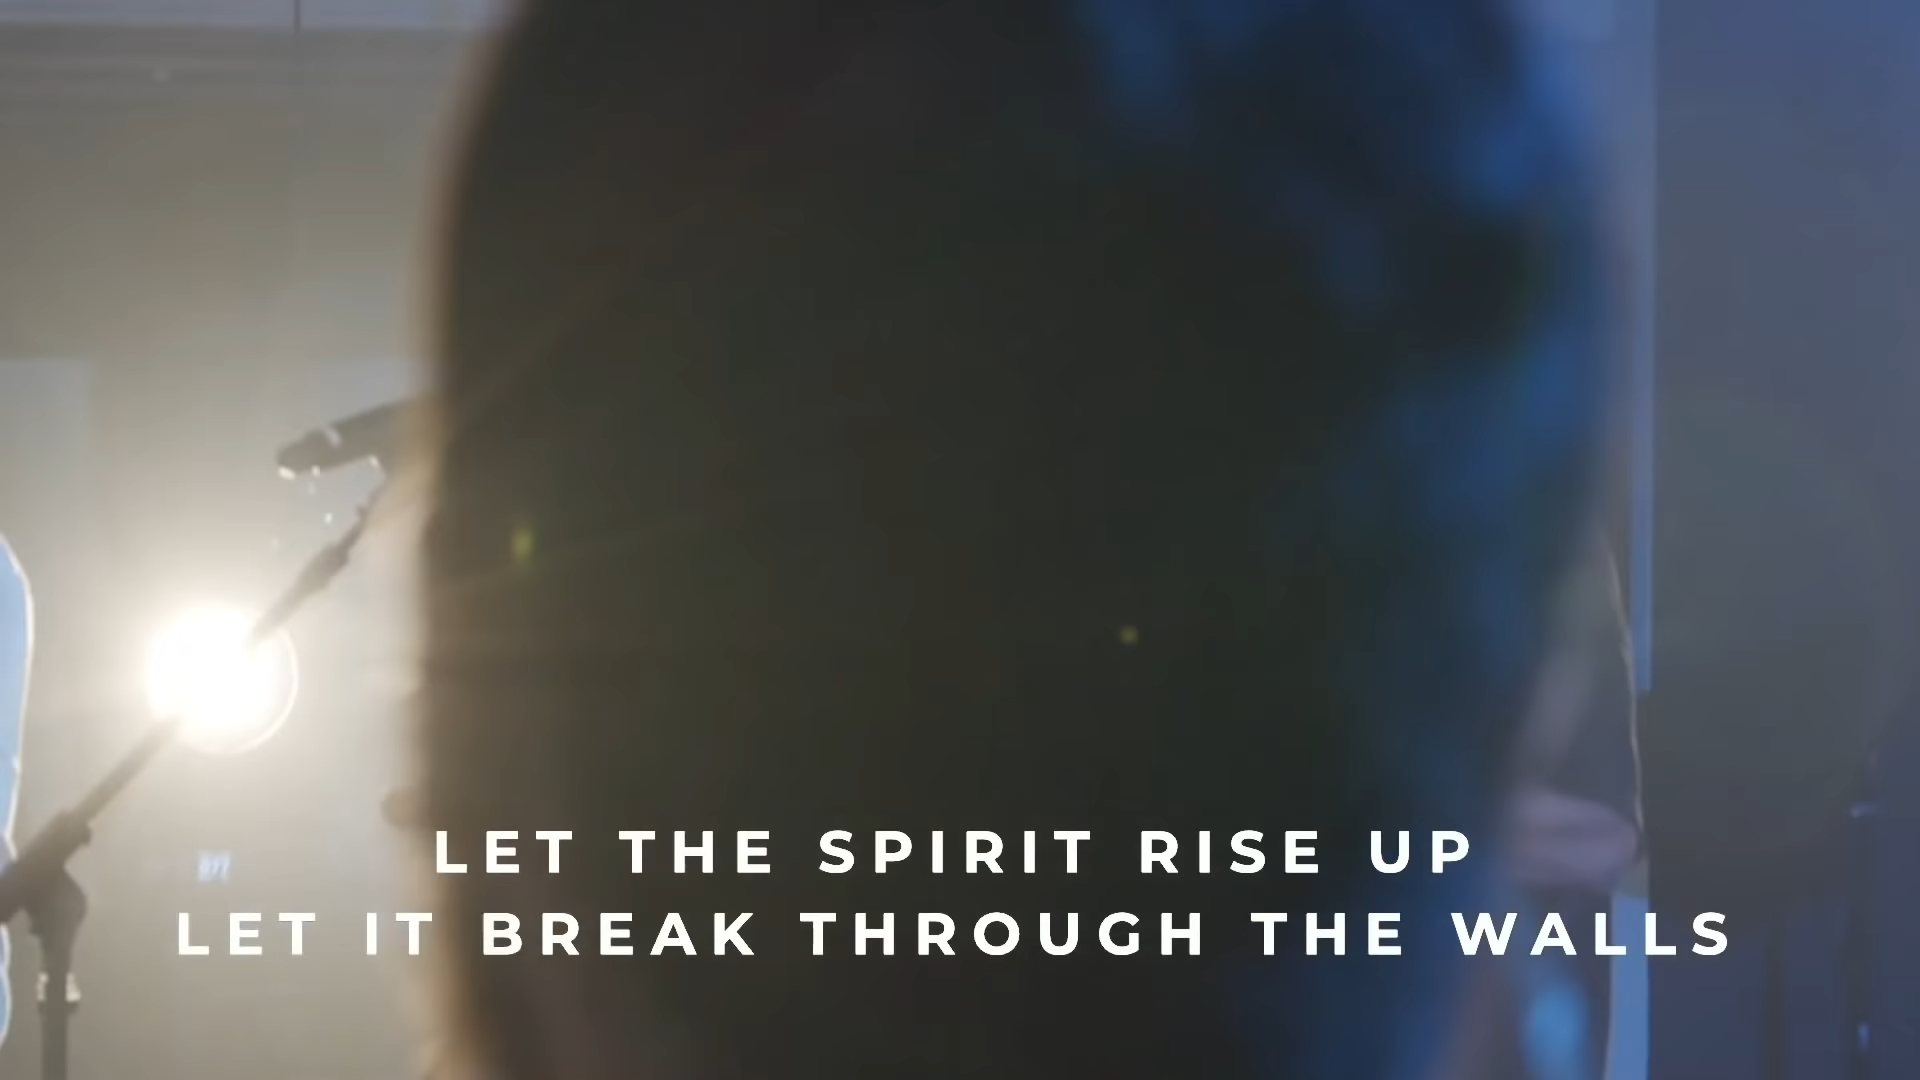 LET THE SPIRIT RISE UP
LET IT BREAK THROUGH THE WALLS